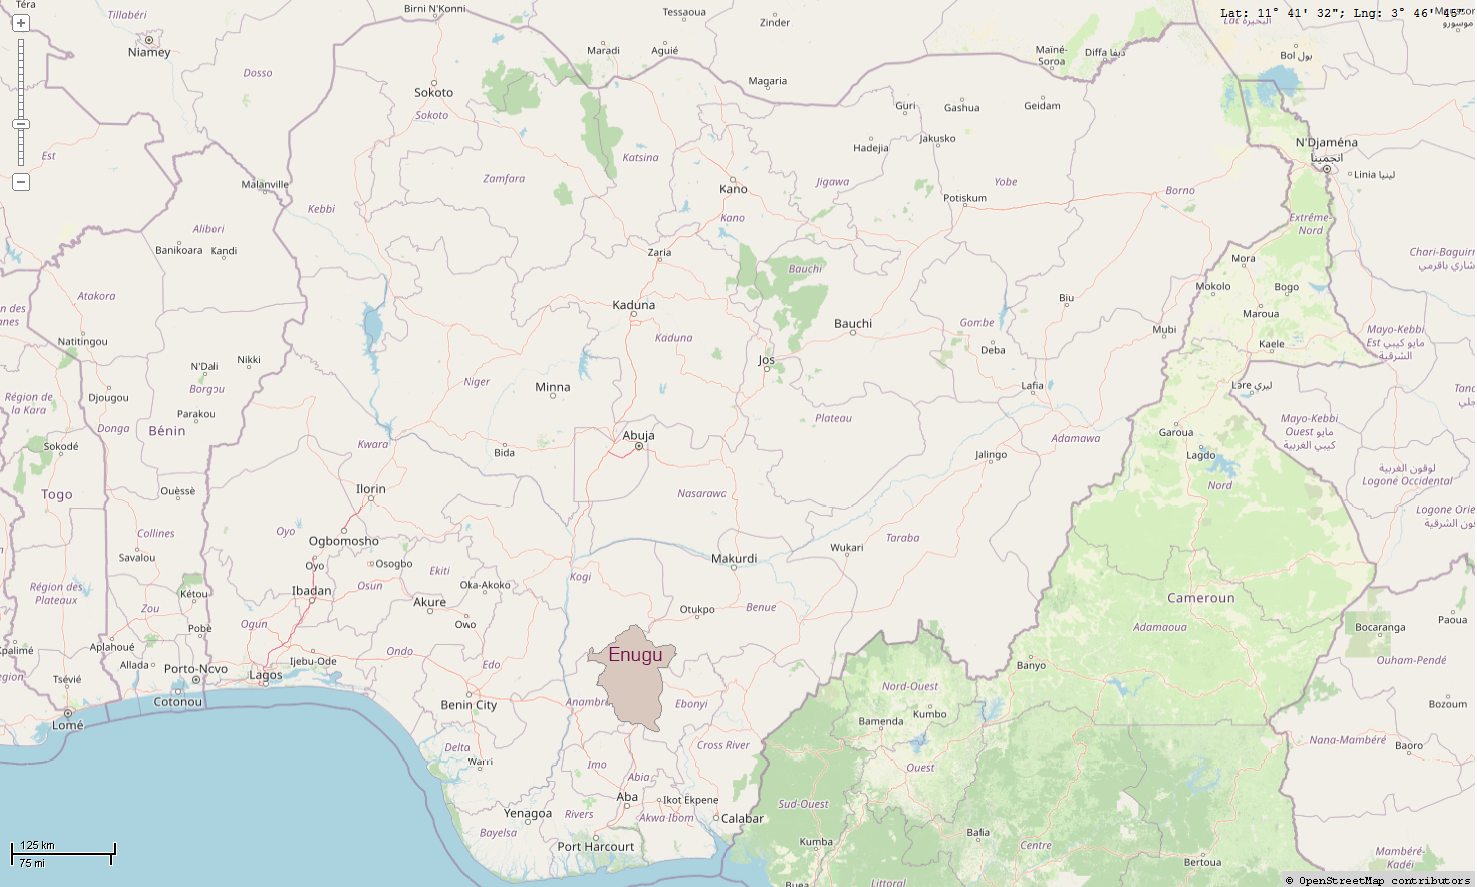 Téra
Tillabéri
Birni N'Konni
Tessaoua
Zinder
Lat: 11° 41' 32"; Lng: 3° 46' 45"
Niamey
Maradi
Aguié
Maïné-
Soroa
Diffa ديفا
Bol بول
Dosso
Magaria
Sokoto
Sokoto
Guri
Gashua
Geidam
Est
Katsina
Hadejia
Jakusko
N'Djaména
انجمينا
Linia لينيا
Zamfara
Malanville
Kebbi
Kano
Jigawa
Yobe
Borno
Potiskum
Kano
Extrême-
Nord
Alibori
Banikoara
Kandi
Zaria
Bauchi
Mora
Chari-Baguirmi
شاري باقرمي
Mokolo
Bogo
Atakora
Kaduna
Biu
Maroua
Bauchi
Gombe
Mubi
Natitingou
Kaduna
Deba
Kaele
Mayo-Kebbi
Est مايو كيبي
الشرقية
N'Dali
Nikki
Jos
Niger
Minna
Lafia
Lere ليري
Région de
la Kara
Djougou
Borgou
Parakou
Donga
Bénin
Plateau
Mayo-Kebbi
Ouest مايو
كيبي الغربية
Sokodé
Kwara
Abuja
Adamawa
Garoua
Bida
Jalingo
Lagdo
Togo
Ouèssè
Ilorin
Nasarawa
Nord
لوقون الغربية
Logone Occidental
Collines
Oyo
Ogbomosho
Logone Orie
Savalou
Oyo
Osogbo
Ekiti
Makurdi
Wukari
Taraba
Région des
Plateaux
Kétou
Ibadan
Osun
Oka-Akoko
Kogi
Zou
Akure
Otukpo
Benue
Cameroun
Ogun
Owo
Adamaoua
Bocaranga
Paoua
Kpalimé
Aplahoué
Pobè
Allada
Porto-Novo
Ijebu-Ode
Ondo
Edo
Enugu
Banyo
Ouham-Pendé
Tsévié
Lagos
Cotonou
Benin City
Anambra
Ebonyi
Nord-Ouest
Bamenda
Kumbo
Bozoum
Lomé
Delta
Warri
Imo
Abia
Cross River
Ouest
Nana-Mambéré
Baoro
Aba
Ikot Ekpene
Yenagoa
Rivers
Akwa Ibom
Calabar
Sud-Ouest
Bayelsa
Port Harcourt
Kumba
Bafia
Centre
Bertoua
Mambéré-
Kadéï
125 km
75 mi
Buea
Littoral
© OpenStreetMap contributors